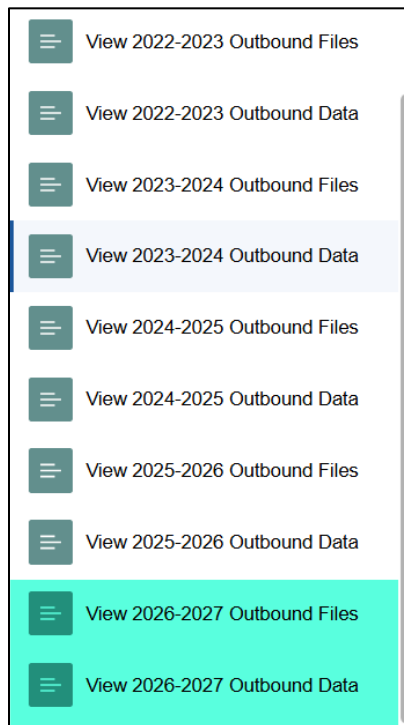 View 2022-2023 Outbound Files
View 2022-2023 Outbound Data
View 2023-2024 Outbound Files
View 2023-2024 Outbound Data
View 2024-2025 Outbound Files
View 2024-2025 Outbound Data
View 2025-2026 Outbound Files
View 2025-2026 Outbound Data
View 2026-2027 Outbound Files
View 2026-2027 Outbound Data